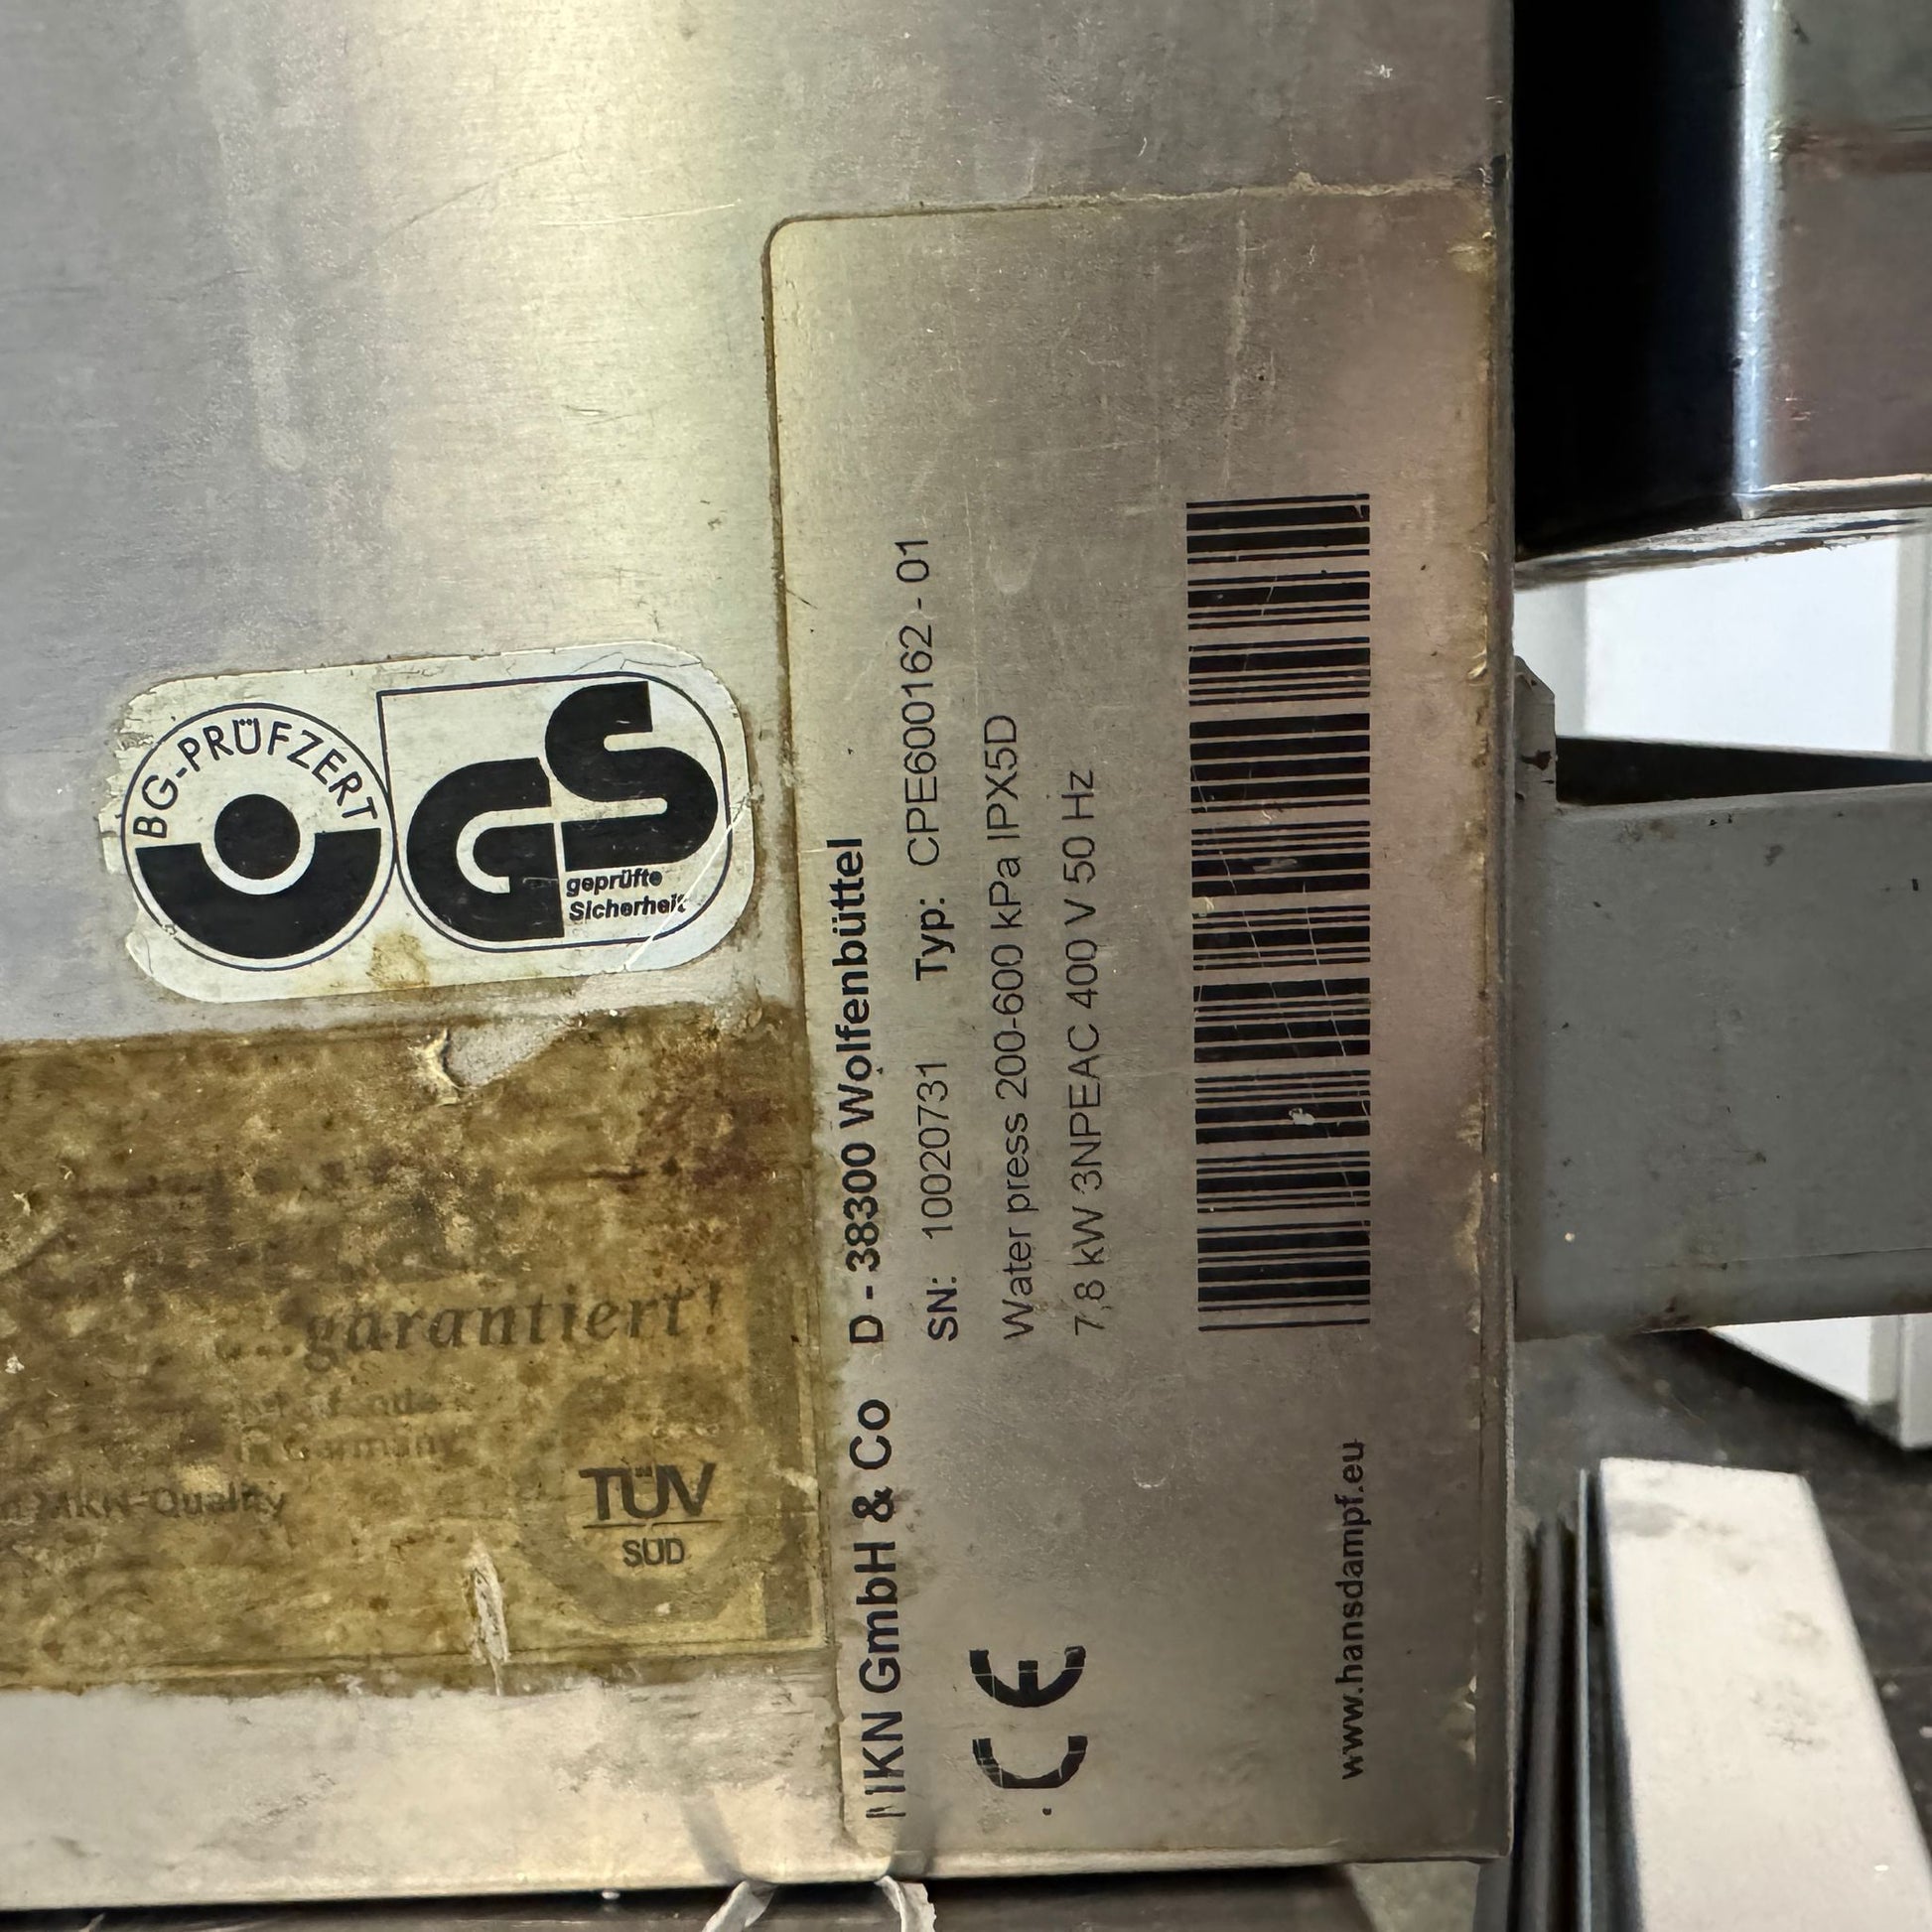 BG-PRÜFZERT
GS
geprüfte
Sicherheit
...garantiert!
MKN-Quality
TÜV
SÜD
MKN GmbH & Co D - 38300 Wolfenbüttel
SN: 10020731 Typ: CPE600162 - 01
Water press 200-600 kPa IPX5D
7,8 kW 3NPEAC 400 V 50 Hz
CE
www.hansdampf.eu